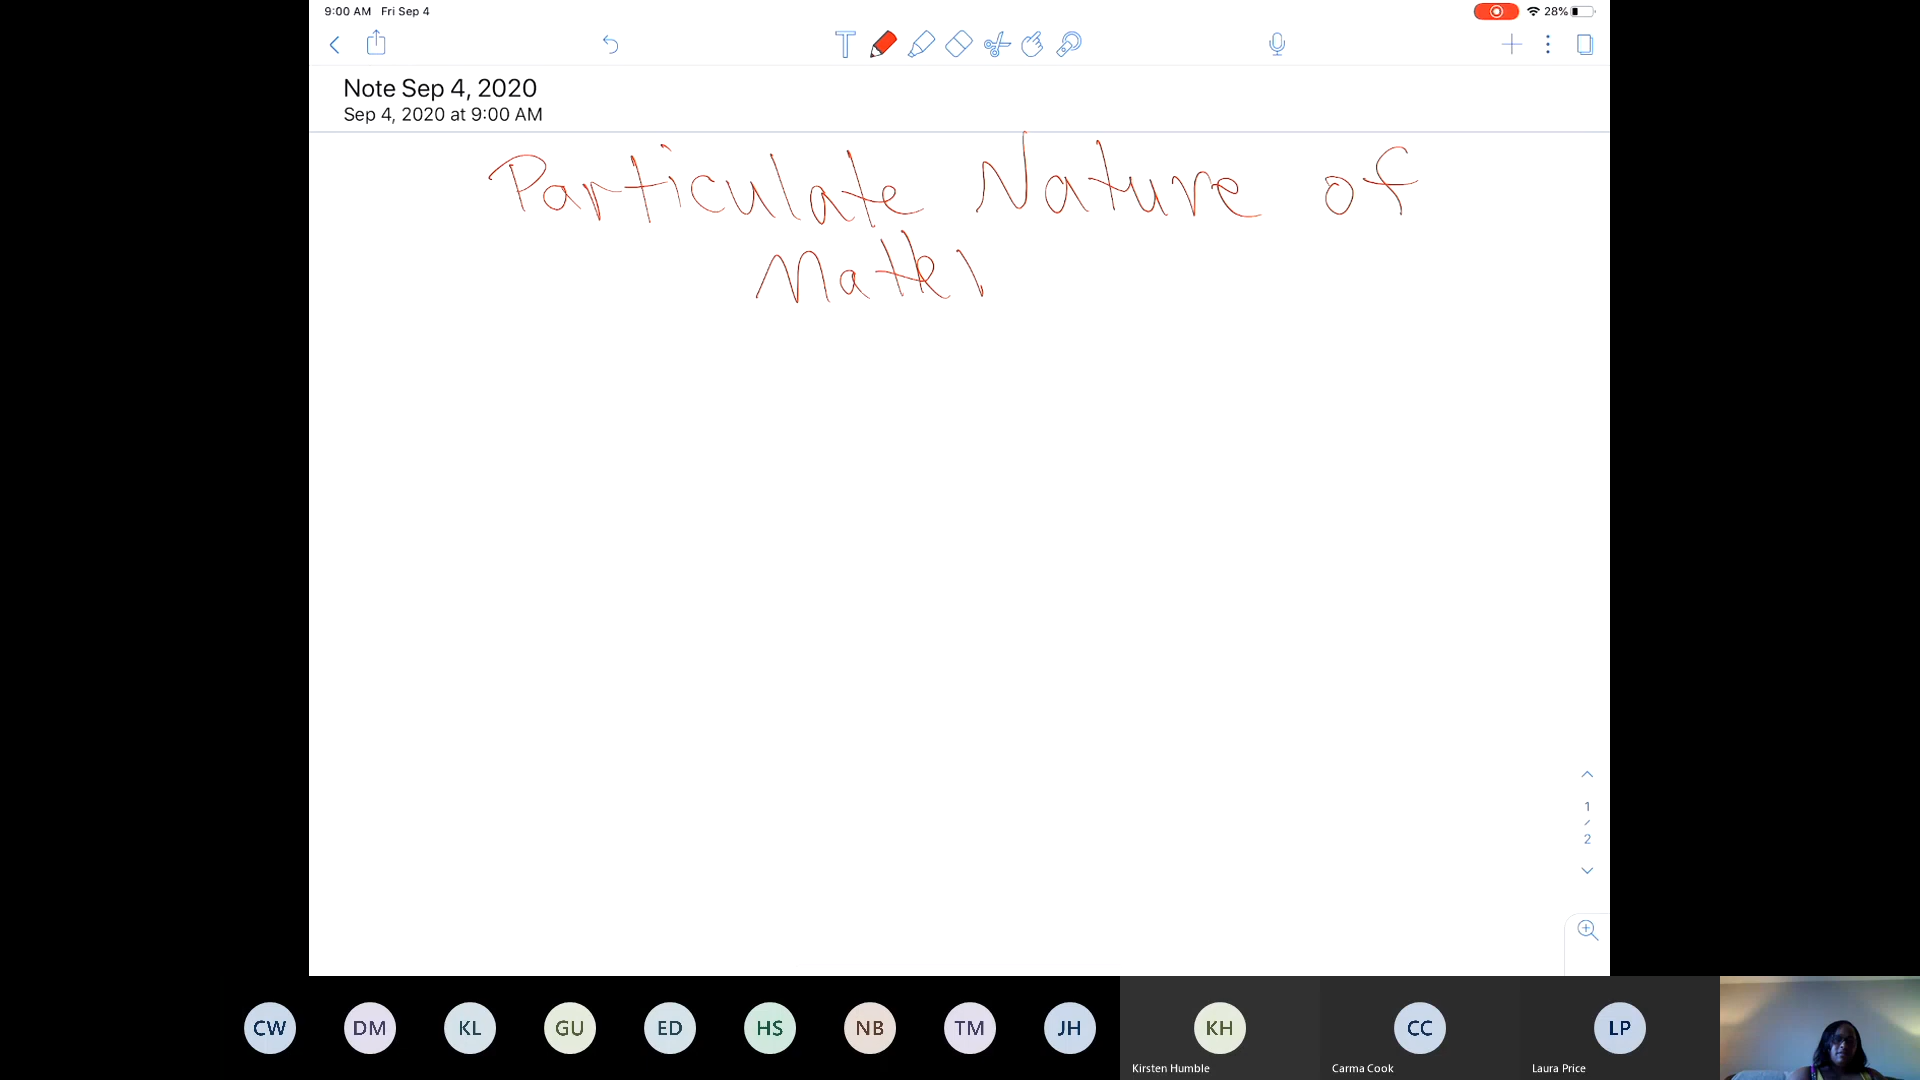 9:00 AM Fri Sep 4
28%
Note Sep 4, 2020
Sep 4, 2020 at 9:00 AM
Particulate Nature of
Matter
1
2
CW DM KL GU ED HS NB TM JH KH CC LP
Kirsten Humble Carma Cook Laura Price